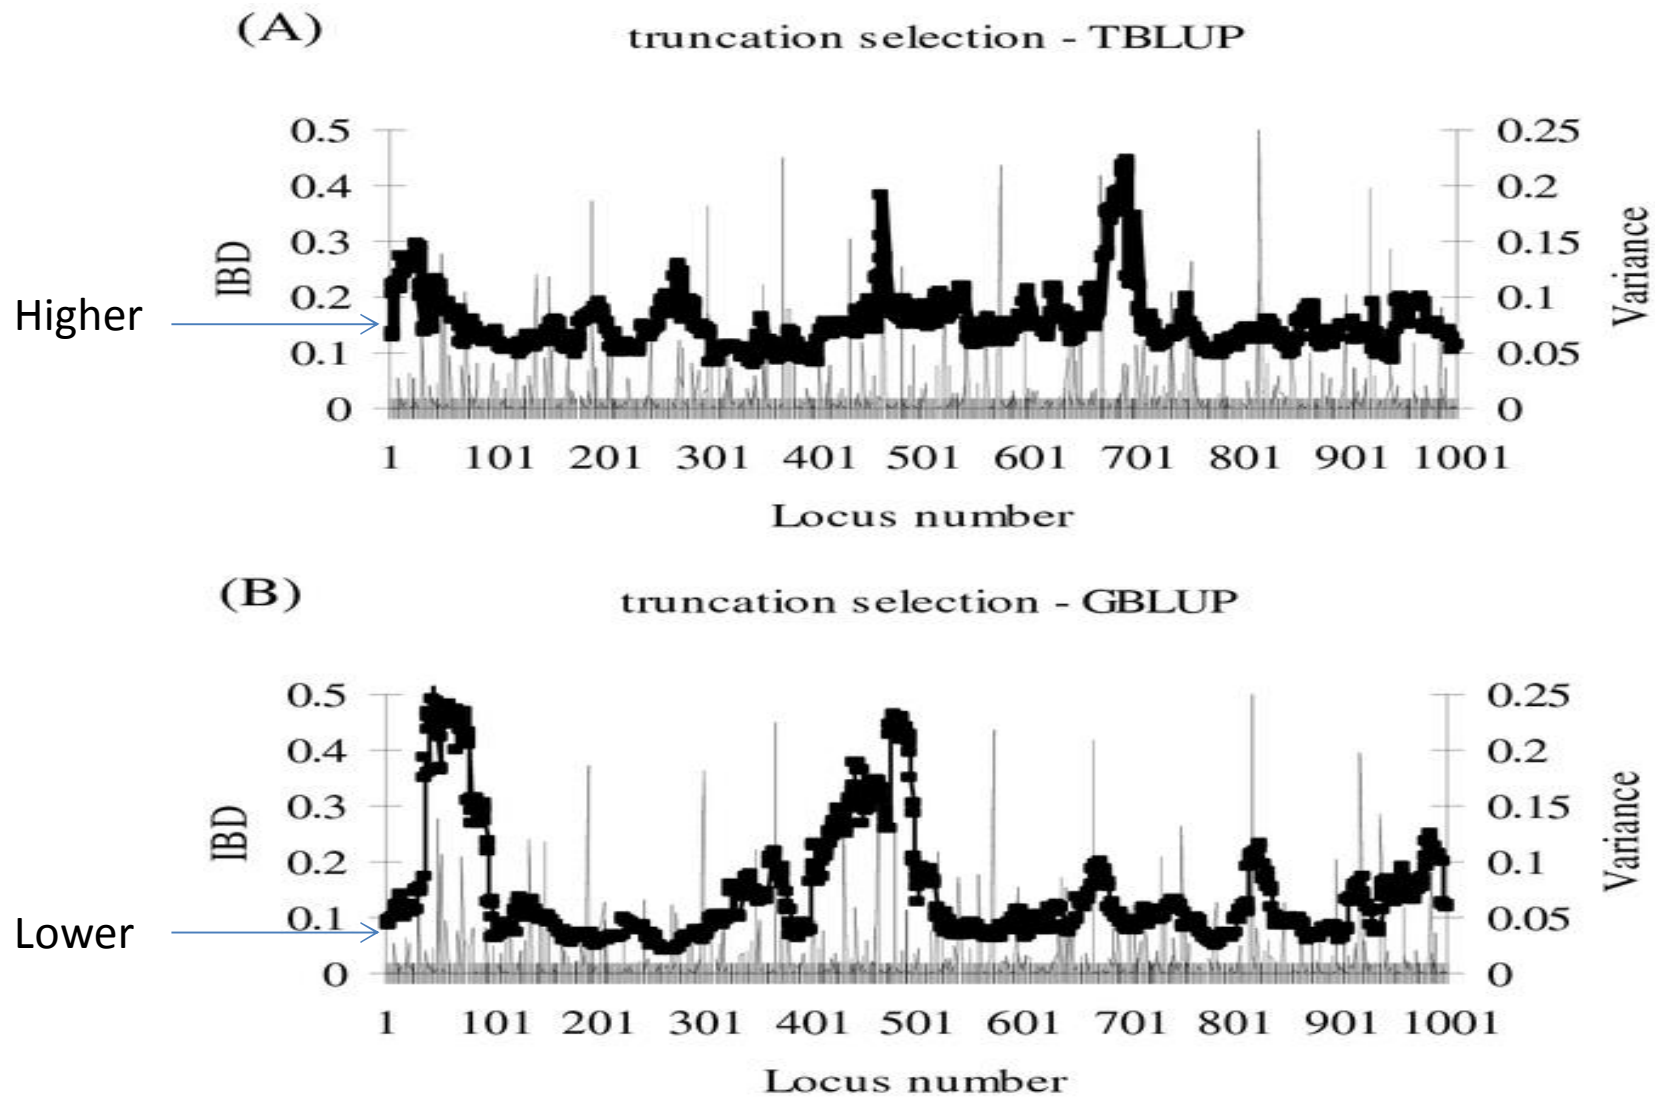 (A)
truncation selection - TBLUP
0.5
0.4
0.3
0.2
0.1
0
IBD
0.25
0.2
0.15
0.1
0.05
0
Variance
Higher
1 101 201 301 401 501 601 701 801 901 1001
Locus number
(B)
truncation selection - GBLUP
0.5
0.4
0.3
0.2
0.1
0
IBD
0.25
0.2
0.15
0.1
0.05
0
Variance
Lower
1 101 201 301 401 501 601 701 801 901 1001
Locus number